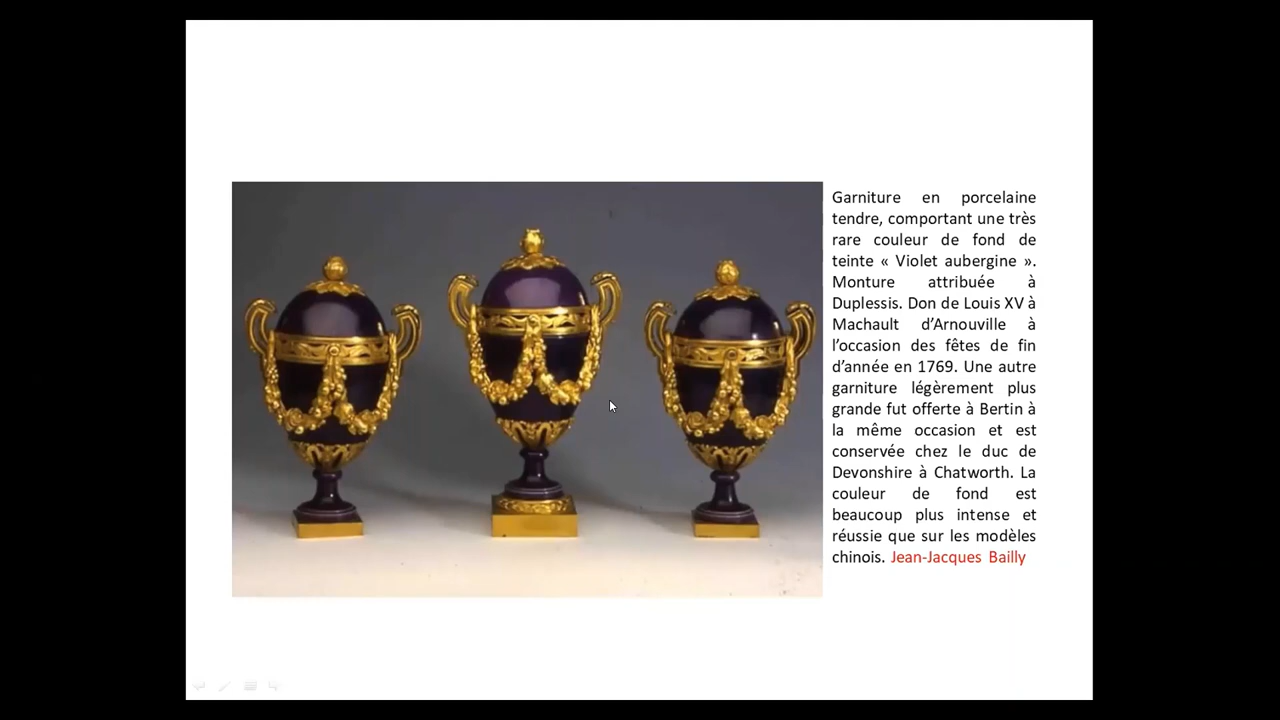 Garniture en porcelaine
tendre, comportant une très
rare couleur de fond de
teinte « Violet aubergine ».
Monture attribuée à
Duplessis. Don de Louis XV à
Machault d’Arnouville à
l’occasion des fêtes de fin
d’année en 1769. Une autre
garniture légèrement plus
grande fut offerte à Bertin à
la même occasion et est
conservée chez le duc de
Devonshire à Chatworth. La
couleur de fond est
beaucoup plus intense et
réussie que sur les modèles
chinois. Jean-Jacques Bailly